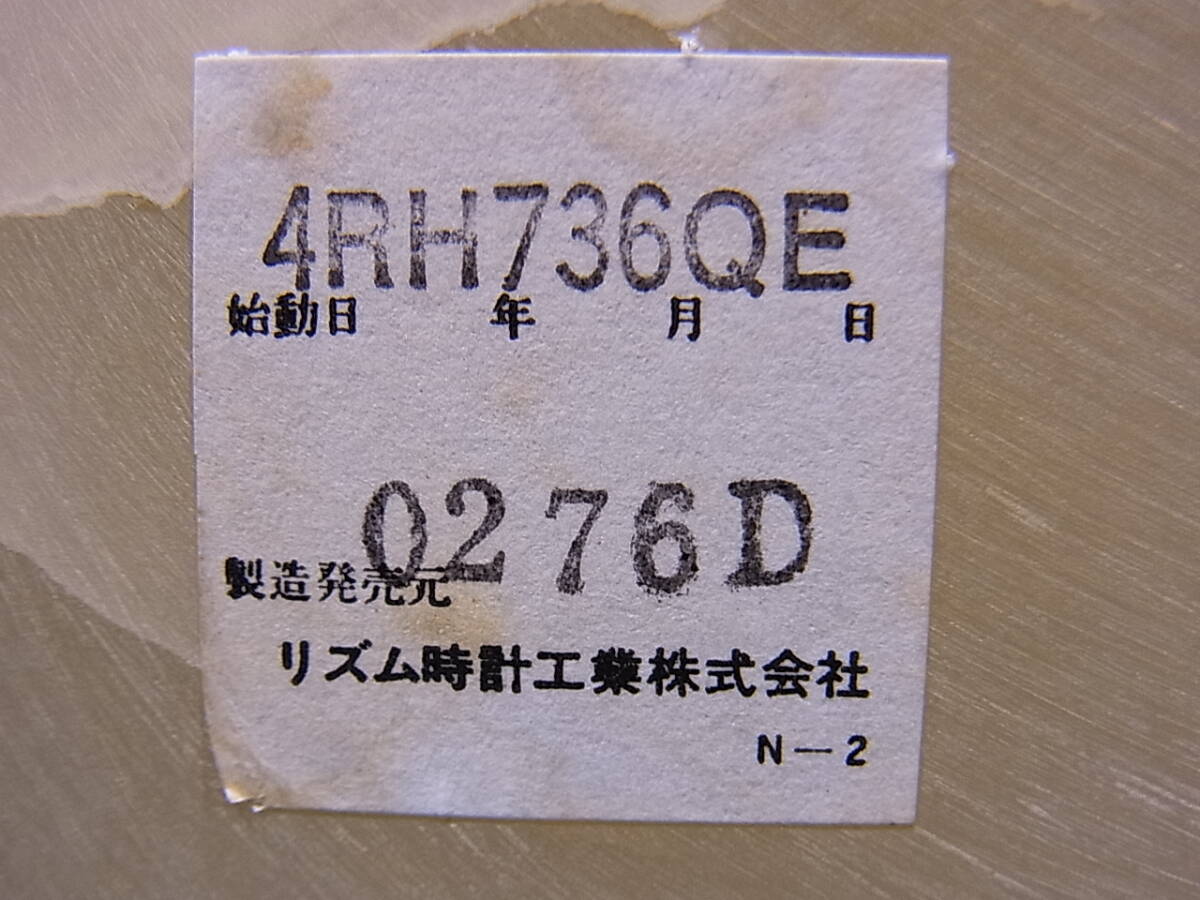 4RH736QE
始動日 年 月 日
0276D
製造発売元
リズム時計工業株式会社
N－2